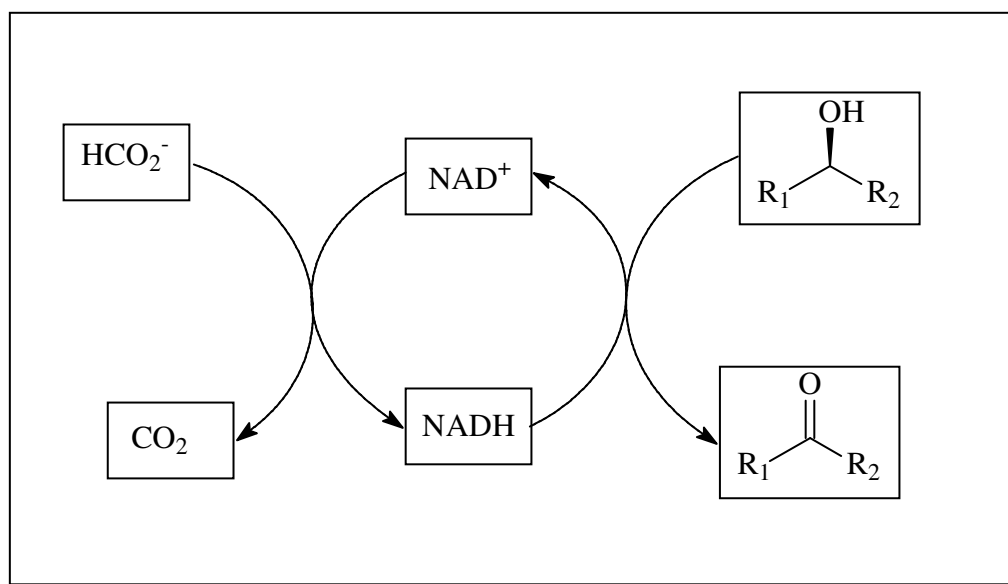 HCO₂⁻
NAD⁺
OH
R₁ R₂
CO₂
NADH
O
R₁ R₂